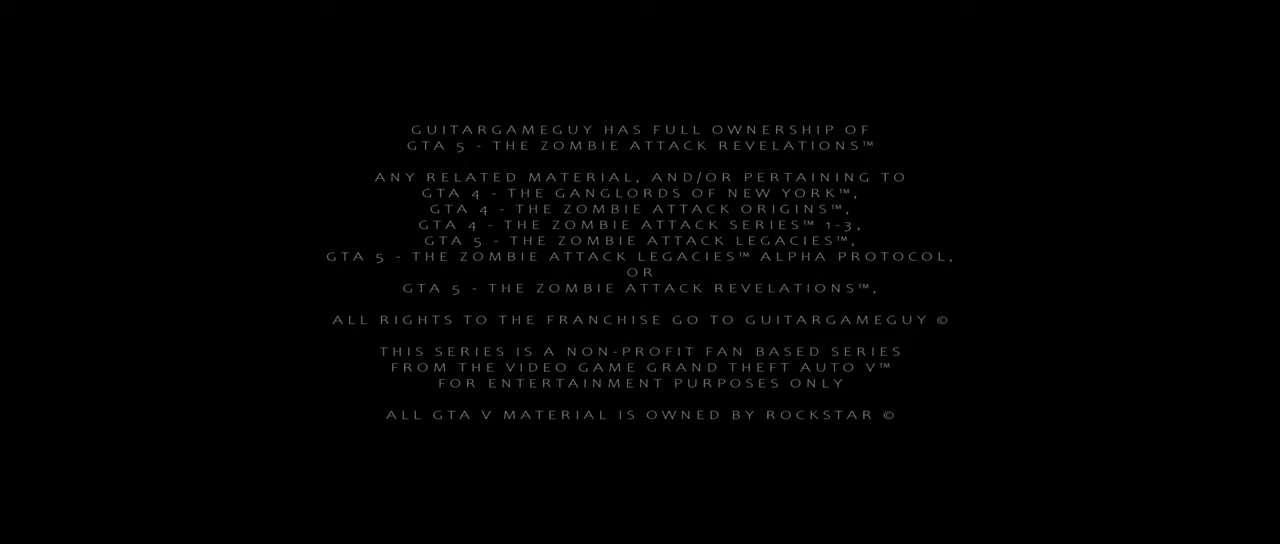 GUITARGAMEGUY HAS FULL OWNERSHIP OF
GTA 5 - THE ZOMBIE ATTACK REVELATIONS™
ANY RELATED MATERIAL, AND/OR PERTAINING TO
GTA 4 - THE GANGLORDS OF NEW YORK™,
GTA 4 - THE ZOMBIE ATTACK ORIGINS™,
GTA 4 - THE ZOMBIE ATTACK SERIES™ 1-3,
GTA 5 - THE ZOMBIE ATTACK LEGACIES™,
GTA 5 - THE ZOMBIE ATTACK LEGACIES™ ALPHA PROTOCOL,
OR
GTA 5 - THE ZOMBIE ATTACK REVELATIONS™,
ALL RIGHTS TO THE FRANCHISE GO TO GUITARGAMEGUY ©
THIS SERIES IS A NON-PROFIT FAN BASED SERIES
FROM THE VIDEO GAME GRAND THEFT AUTO V™
FOR ENTERTAINMENT PURPOSES ONLY
ALL GTA V MATERIAL IS OWNED BY ROCKSTAR ©